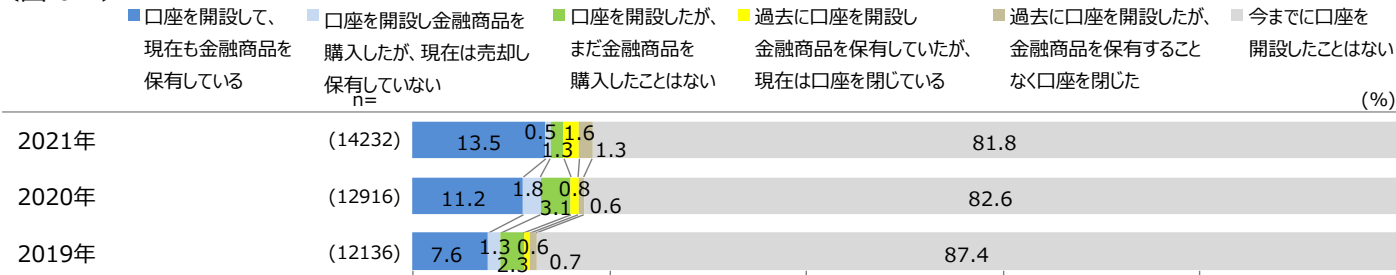 口座を開設して、
現在も金融商品を
保有している
口座を開設し金融商品を
購入したが、現在は売却し
保有していない
口座を開設したが、
まだ金融商品を
購入したことはない
過去に口座を開設し
金融商品を保有していたが、
現在は口座を閉じている
過去に口座を開設したが、
金融商品を保有すること
なく口座を閉じた
今までに口座を
開設したことはない
n=
(%)
2021年 (14232) 13.5 0.5 1.3 1.6 1.3 81.8
2020年 (12916) 11.2 1.8 3.1 0.8 0.6 82.6
2019年 (12136) 7.6 1.3 2.3 0.6 0.7 87.4